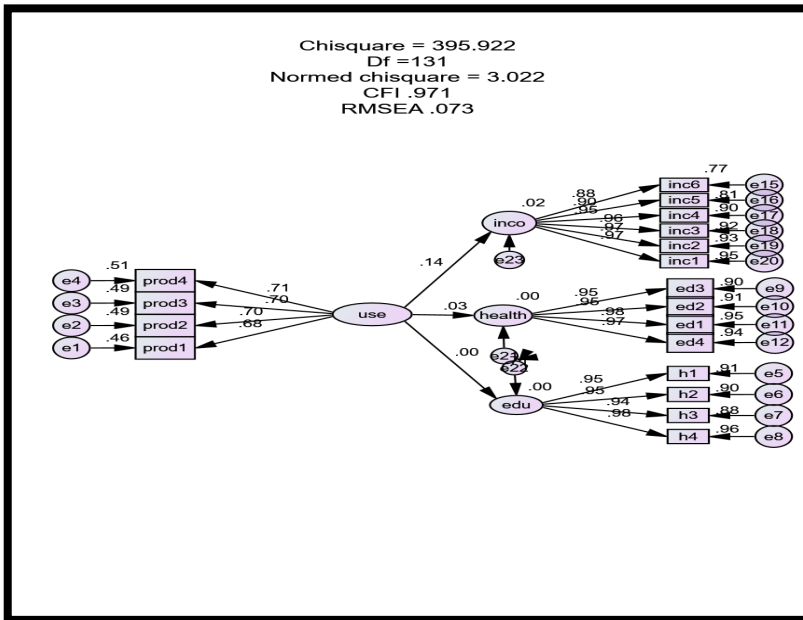 Chisquare = 395.922
Df =131
Normed chisquare = 3.022
CFI .971
RMSEA .073
.77
inc6 e15
.88 .81
.02 .90 inc5 e16
.95 .90
inco inc4 e17
.96 .92
inc3 e18
.97 .93
inc2 e19
.97 .95
e23 inc1 e20
.14
.51
e4 prod4 .71
.49
e3 prod3 .70
.49
e2 prod2 .70
.46
e1 prod1 .68
use
.03
.00
.00 .95 ed3 .90 e9
.95 ed2 .91 e10
health .98 ed1 .95 e11
.97 ed4 .94 e12
e21
e22
.00
edu
.95 h1 .91 e5
.95 h2 .90 e6
.94 h3 .88 e7
.98 h4 .96 e8